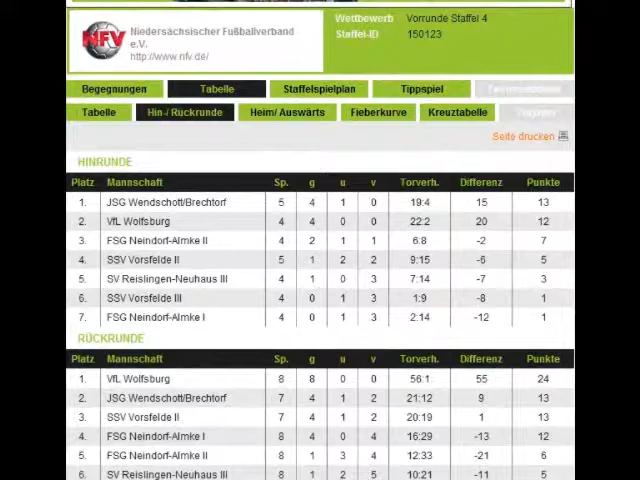 NFV
Niedersächsischer Fußballverband
e.V.
http://www.nfv.de/
Wettbewerb Vorrunde Staffel 4
Staffel-ID 150123
Begegnungen Tabelle Staffelspielplan Tippspiel
Tabelle Hin-/ Rückrunde Heim/ Auswärts Fieberkurve Kreuztabelle
Seite drucken
HINRUNDE
Platz Mannschaft Sp. g u v Torverh. Differenz Punkte
1. JSG Wendschott/Brechtorf 5 4 1 0 19:4 15 13
2. VfL Wolfsburg 4 4 0 0 22:2 20 12
3. FSG Neindorf-Almke II 4 2 1 1 6:8 -2 7
4. SSV Vorsfelde II 5 1 2 2 9:15 -6 5
5. SV Reislingen-Neuhaus III 4 1 0 3 7:14 -7 3
6. SSV Vorsfelde III 4 0 1 3 1:9 -8 1
7. FSG Neindorf-Almke I 4 0 1 3 2:14 -12 1
RÜCKRUNDE
Platz Mannschaft Sp. g u v Torverh. Differenz Punkte
1. VfL Wolfsburg 8 8 0 0 56:1 55 24
2. JSG Wendschott/Brechtorf 7 4 1 2 21:12 9 13
3. SSV Vorsfelde II 7 4 1 2 20:19 1 13
4. FSG Neindorf-Almke I 8 4 0 4 16:29 -13 12
5. FSG Neindorf-Almke II 8 1 3 4 12:33 -21 6
6. SV Reislingen-Neuhaus III 8 1 2 5 10:21 -11 5